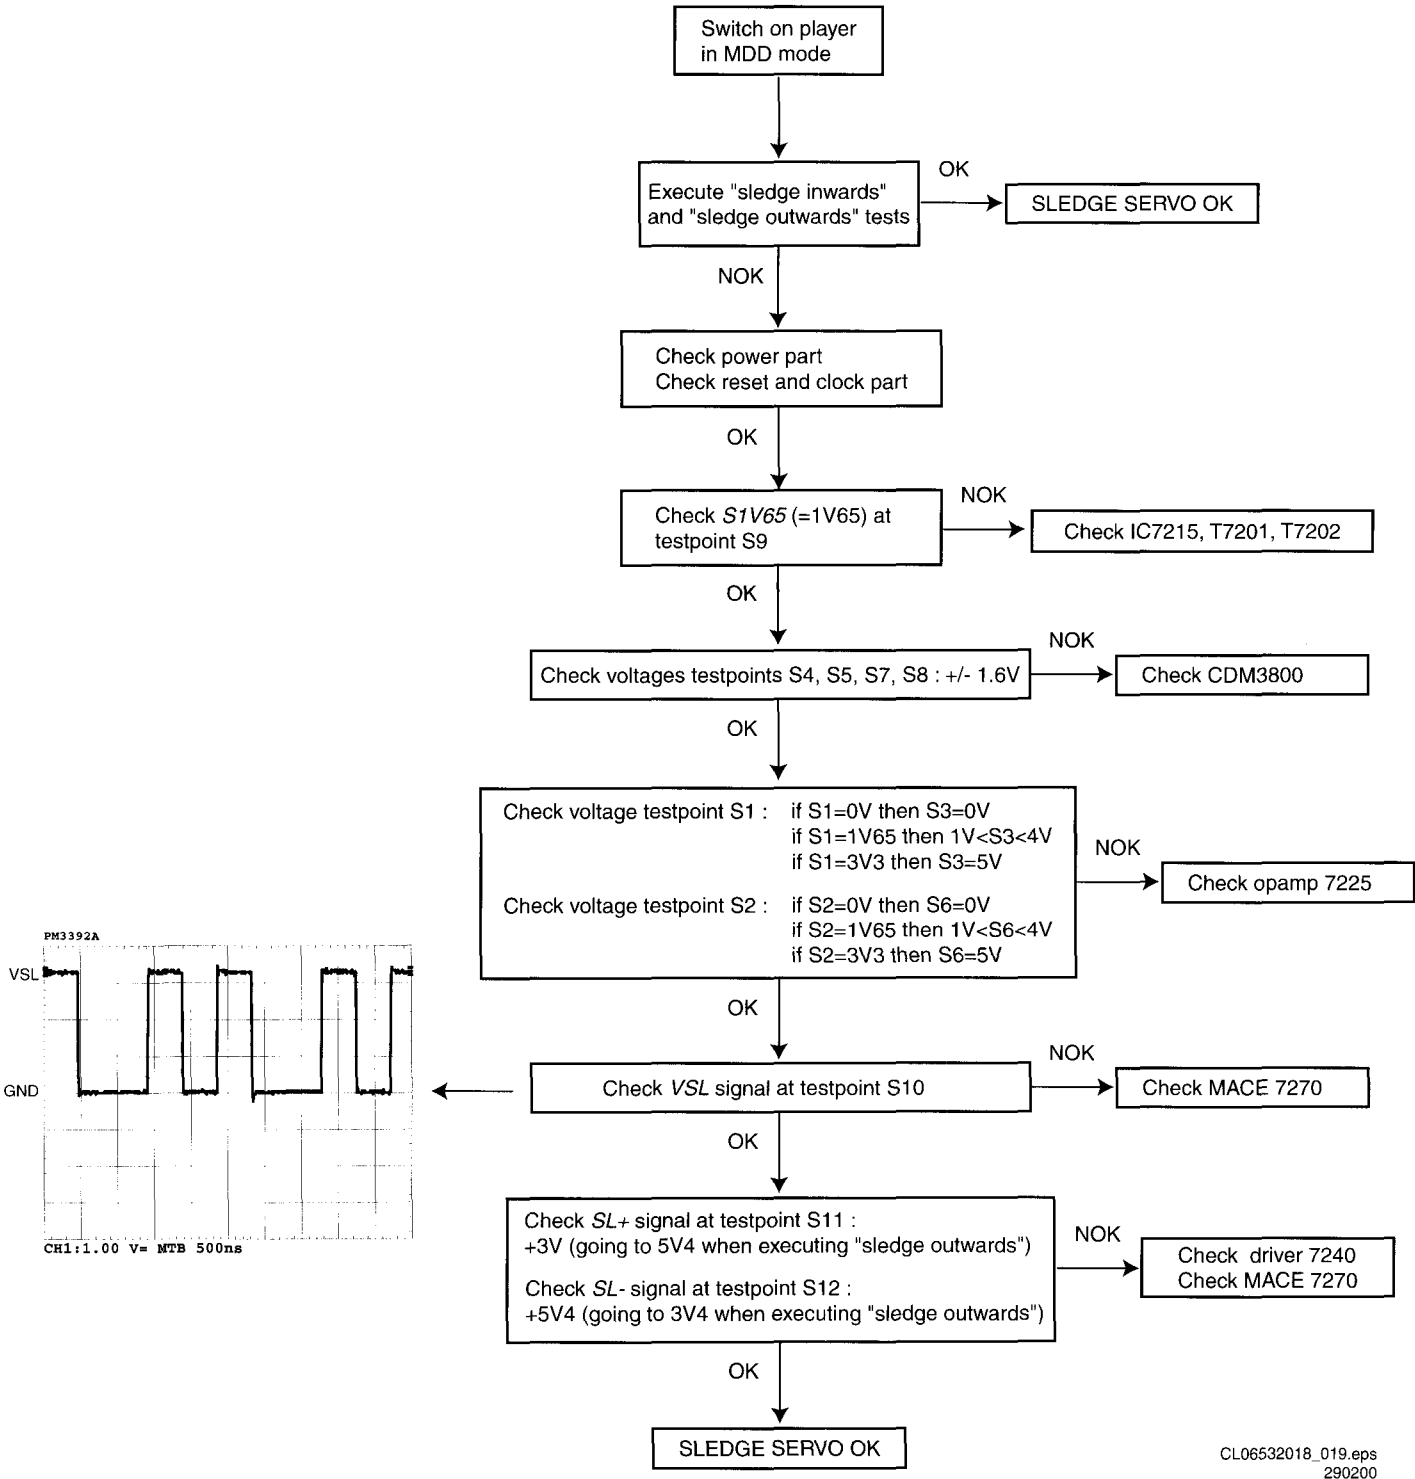 Switch on player
in MDD mode
OK
Execute "sledge inwards"
and "sledge outwards" tests
SLEDGE SERVO OK
NOK
Check power part
Check reset and clock part
OK
NOK
Check S1V65 (=1V65) at
testpoint S9
Check IC7215, T7201, T7202
OK
NOK
Check voltages testpoints S4, S5, S7, S8 : +/- 1.6V
Check CDM3800
OK
Check voltage testpoint S1 : if S1=0V then S3=0V
if S1=1V65 then 1V<S3<4V
if S1=3V3 then S3=5V
NOK
Check opamp 7225
Check voltage testpoint S2 : if S2=0V then S6=0V
if S2=1V65 then 1V<S6<4V
if S2=3V3 then S6=5V
PM3392A
VSL
GND
CH1:1.00 V= MTB 500ns
OK
NOK
Check VSL signal at testpoint S10
Check MACE 7270
OK
Check SL+ signal at testpoint S11 :
+3V (going to 5V4 when executing "sledge outwards")
Check SL- signal at testpoint S12 :
+5V4 (going to 3V4 when executing "sledge outwards")
NOK
Check driver 7240
Check MACE 7270
OK
SLEDGE SERVO OK
CL06532018_019.eps
290200